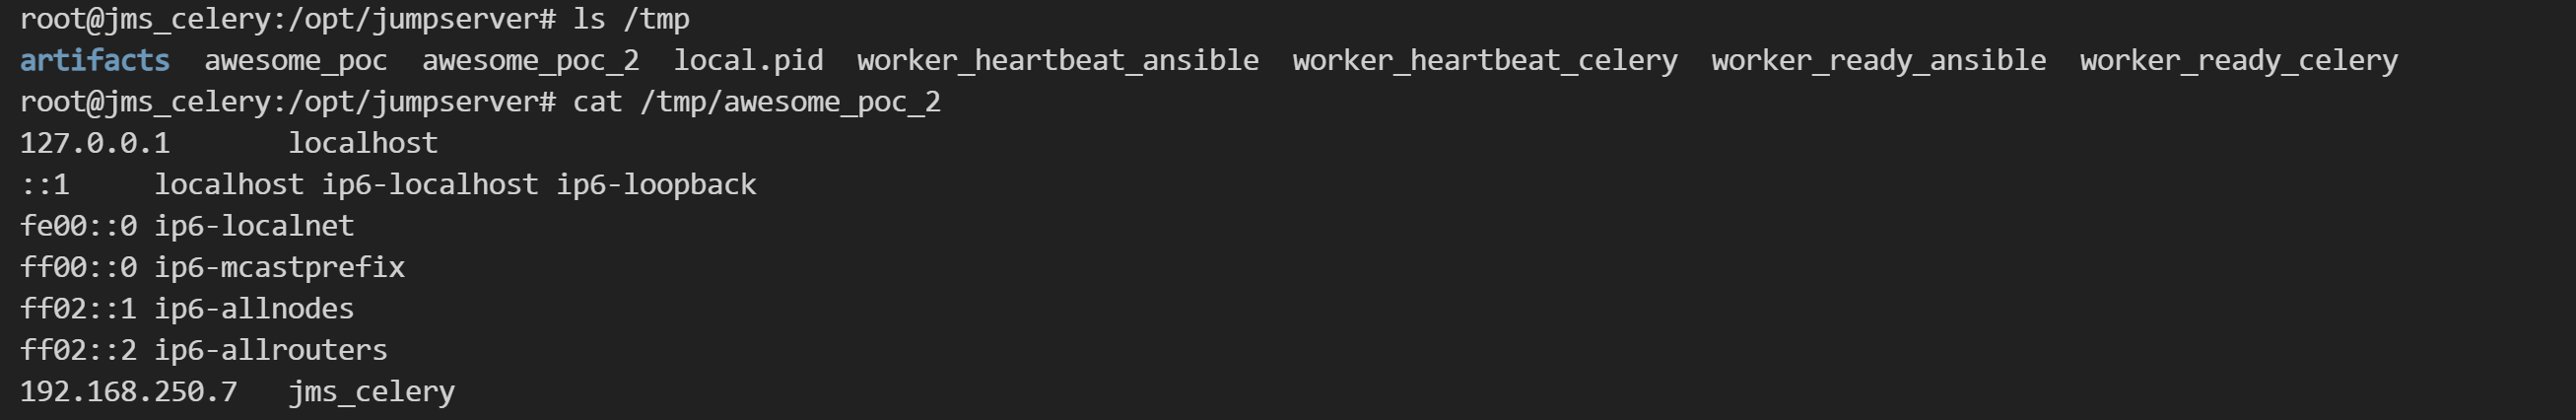 root@jms_celery:/opt/jumpserver# ls /tmp
artifacts  awesome_poc  awesome_poc_2  local.pid  worker_heartbeat_ansible  worker_heartbeat_celery  worker_ready_ansible  worker_ready_celery
root@jms_celery:/opt/jumpserver# cat /tmp/awesome_poc_2
127.0.0.1       localhost
::1     localhost ip6-localhost ip6-loopback
fe00::0 ip6-localnet
ff00::0 ip6-mcastprefix
ff02::1 ip6-allnodes
ff02::2 ip6-allrouters
192.168.250.7   jms_celery